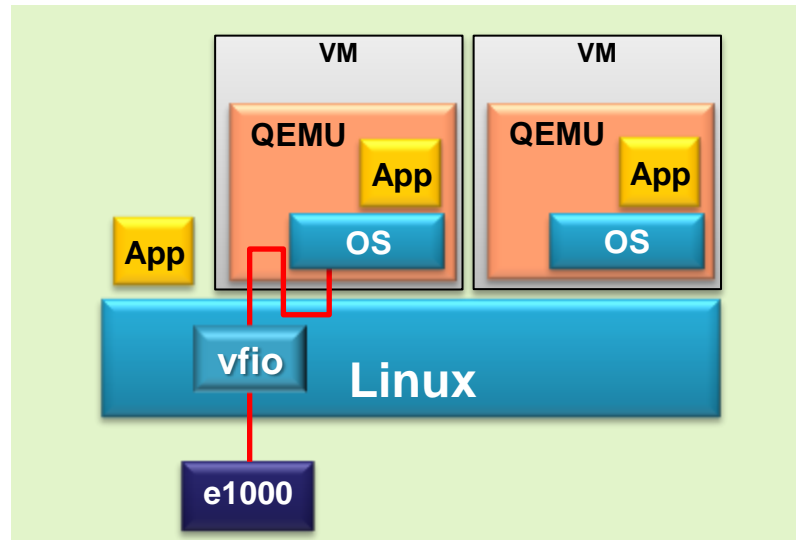 VM
VM
QEMU
QEMU
App
App
OS
OS
App
vfio
Linux
e1000